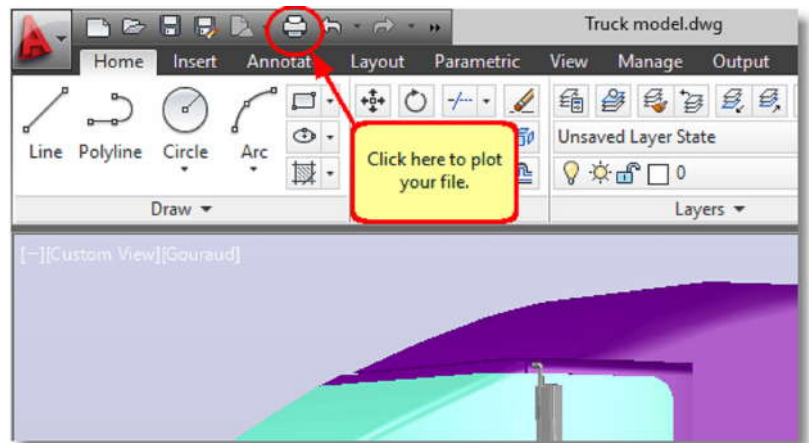 Truck model.dwg
Home Insert Annotat Layout Parametric View Manage Output
Line Polyline Circle Arc
Unsaved Layer State
0
Click here to plot
your file.
Draw
Layers
[−][Custom View][Gouraud]